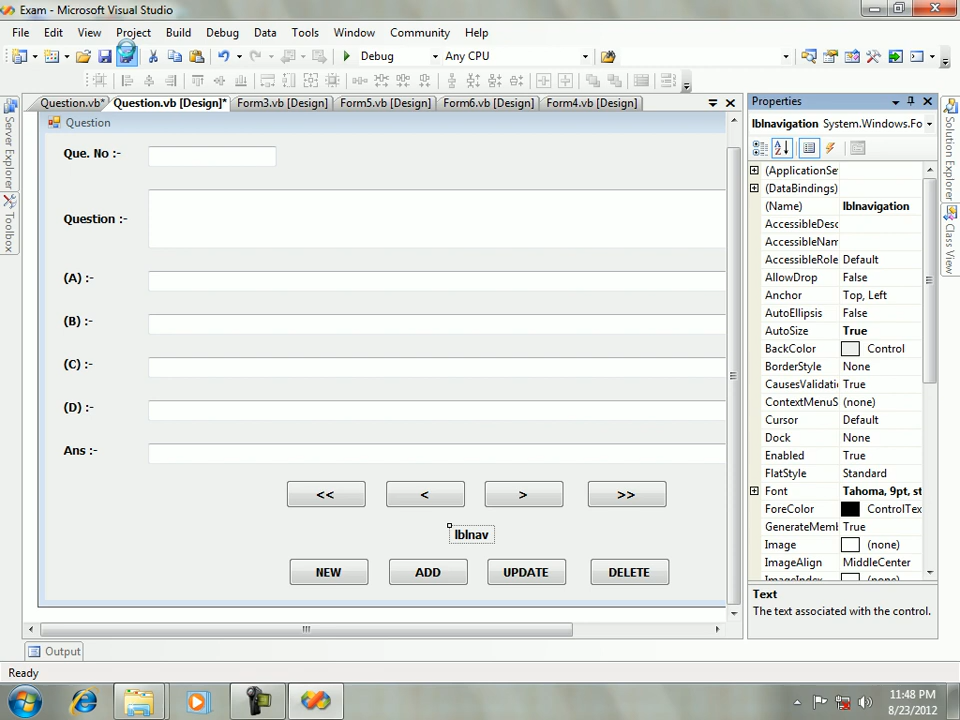 Exam - Microsoft Visual Studio
File Edit View Project Build Debug Data Tools Window Community Help
Debug Any CPU
Question.vb* Question.vb [Design]* Form3.vb [Design] Form5.vb [Design] Form6.vb [Design] Form4.vb [Design]
Server Explorer
Toolbox
Question
Que. No :-
Question :-
(A) :-
(B) :-
(C) :-
(D) :-
Ans :-
<< < > >>
lblnav
NEW ADD UPDATE DELETE
Properties
lblnavigation System.Windows.Fo
(ApplicationSe
(DataBindings)
(Name) lblnavigation
AccessibleDesc
AccessibleNam
AccessibleRole Default
AllowDrop False
Anchor Top, Left
AutoEllipsis False
AutoSize True
BackColor Control
BorderStyle None
CausesValidati True
ContextMenuS (none)
Cursor Default
Dock None
Enabled True
FlatStyle Standard
Font Tahoma, 9pt, st
ForeColor ControlTex
GenerateMemb True
Image (none)
ImageAlign MiddleCenter
ImageIndex (none)
Text
The text associated with the control.
Solution Explorer
Class View
Output
Ready
11:48 PM
8/23/2012